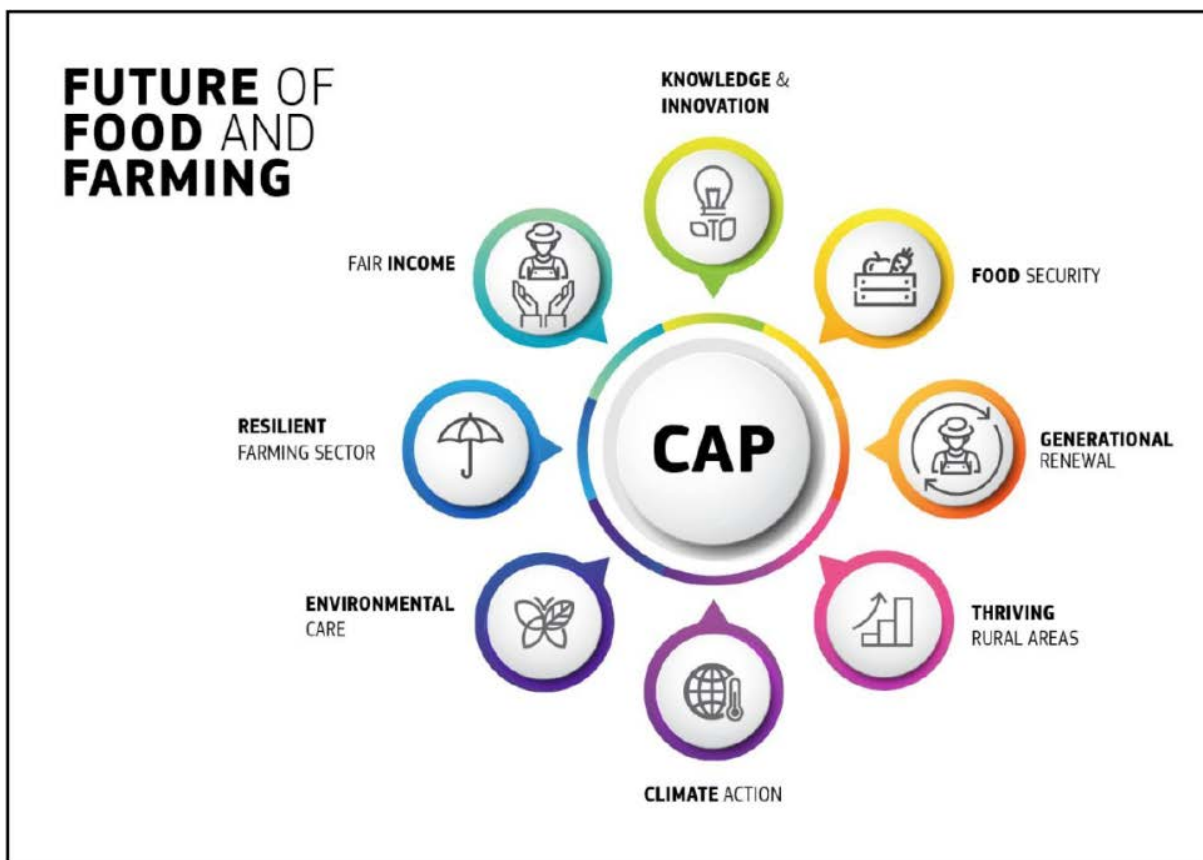 FUTURE OF
FOOD AND
FARMING
KNOWLEDGE &
INNOVATION
FOOD SECURITY
GENERATIONAL
RENEWAL
THRIVING
RURAL AREAS
CLIMATE ACTION
ENVIRONMENTAL
CARE
RESILIENT
FARMING SECTOR
FAIR INCOME
CAP